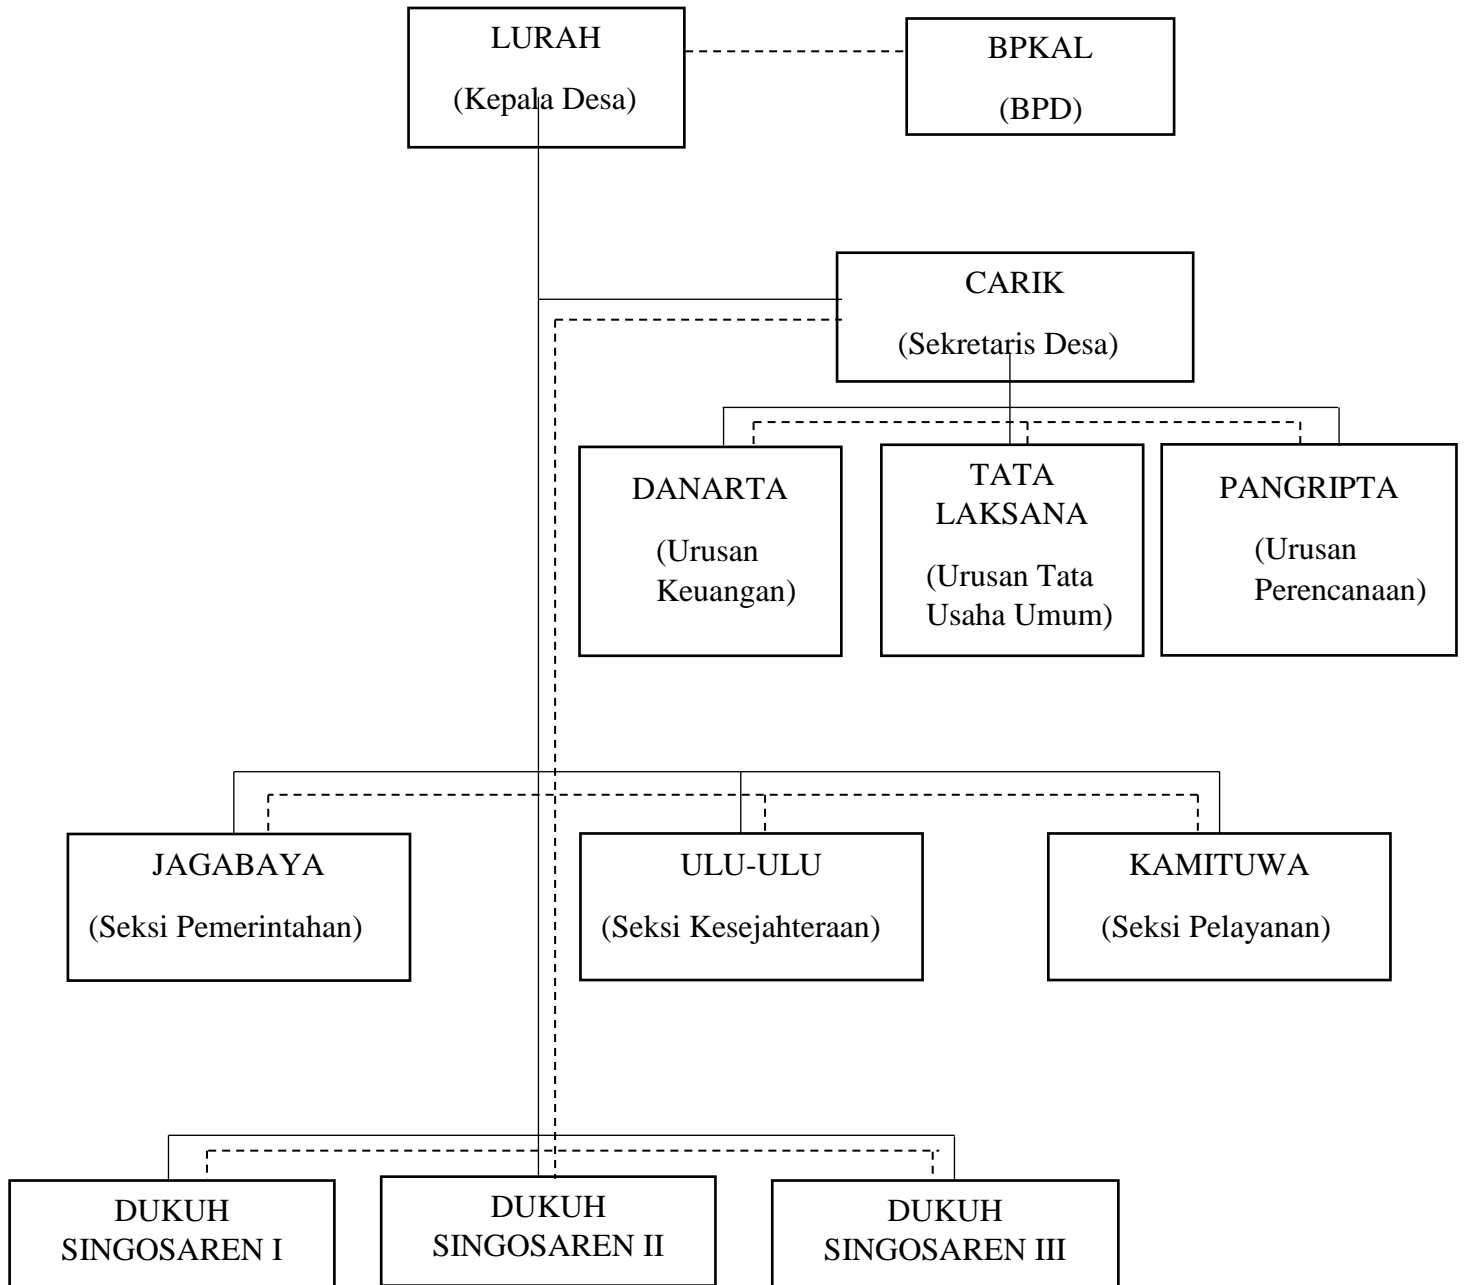 LURAH
(Kepala Desa)
BPKAL
(BPD)
CARIK
(Sekretaris Desa)
DANARTA
(Urusan
Keuangan)
TATA
LAKSANA
(Urusan Tata
Usaha Umum)
PANGRIPTA
(Urusan
Perencanaan)
JAGABAYA
(Seksi Pemerintahan)
ULU-ULU
(Seksi Kesejahteraan)
KAMITUWA
(Seksi Pelayanan)
DUKUH
SINGOSAREN I
DUKUH
SINGOSAREN II
DUKUH
SINGOSAREN III